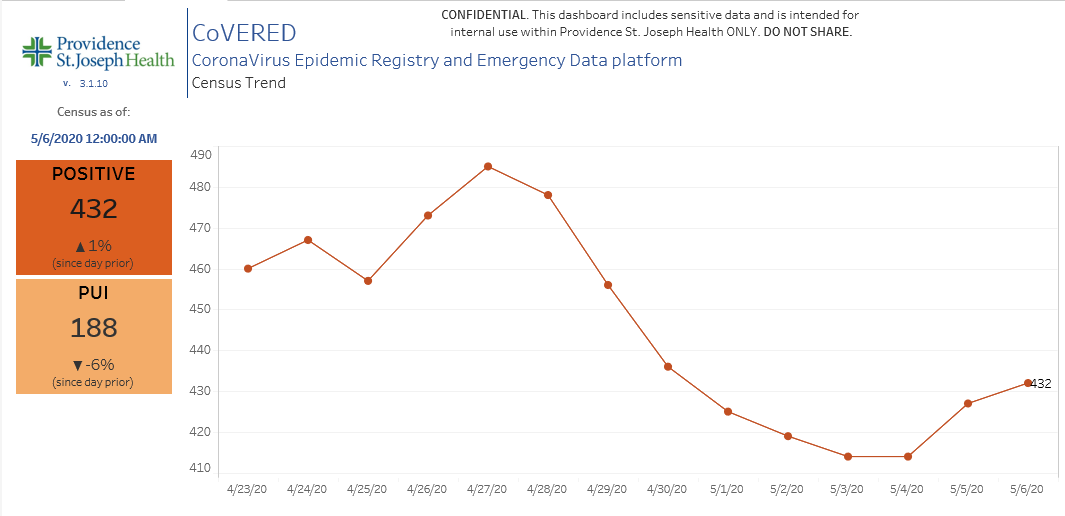 CONFIDENTIAL. This dashboard includes sensitive data and is intended for
internal use within Providence St. Joseph Health ONLY. DO NOT SHARE.
Providence
St.JosephHealth
v. 3.1.10
CoVERED
CoronaVirus Epidemic Registry and Emergency Data platform
Census Trend
Census as of:
5/6/2020 12:00:00 AM
POSITIVE
432
▲1%
(since day prior)
PUI
188
▼-6%
(since day prior)
490
480
470
460
450
440
430
420
410
432
4/23/20 4/24/20 4/25/20 4/26/20 4/27/20 4/28/20 4/29/20 4/30/20 5/1/20 5/2/20 5/3/20 5/4/20 5/5/20 5/6/20